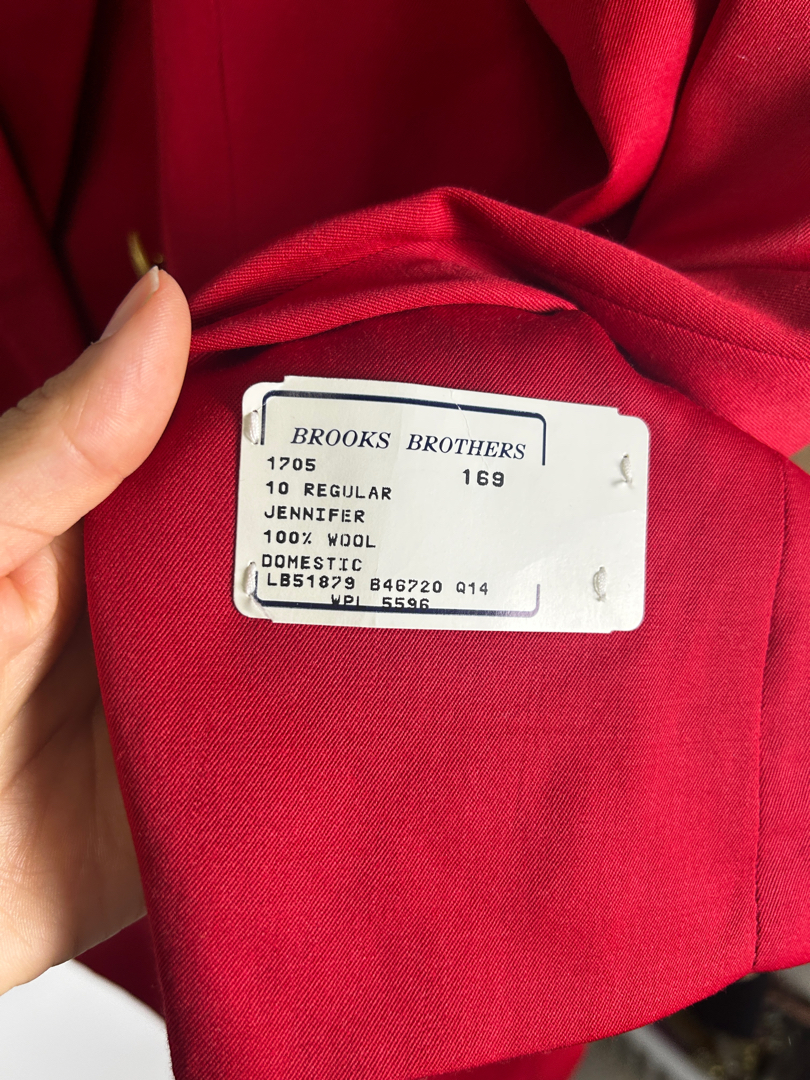 BROOKS BROTHERS
1705 169
10 REGULAR
JENNIFER
100% WOOL
DOMESTIC
LB51879 B46720 Q14
WPL 5596